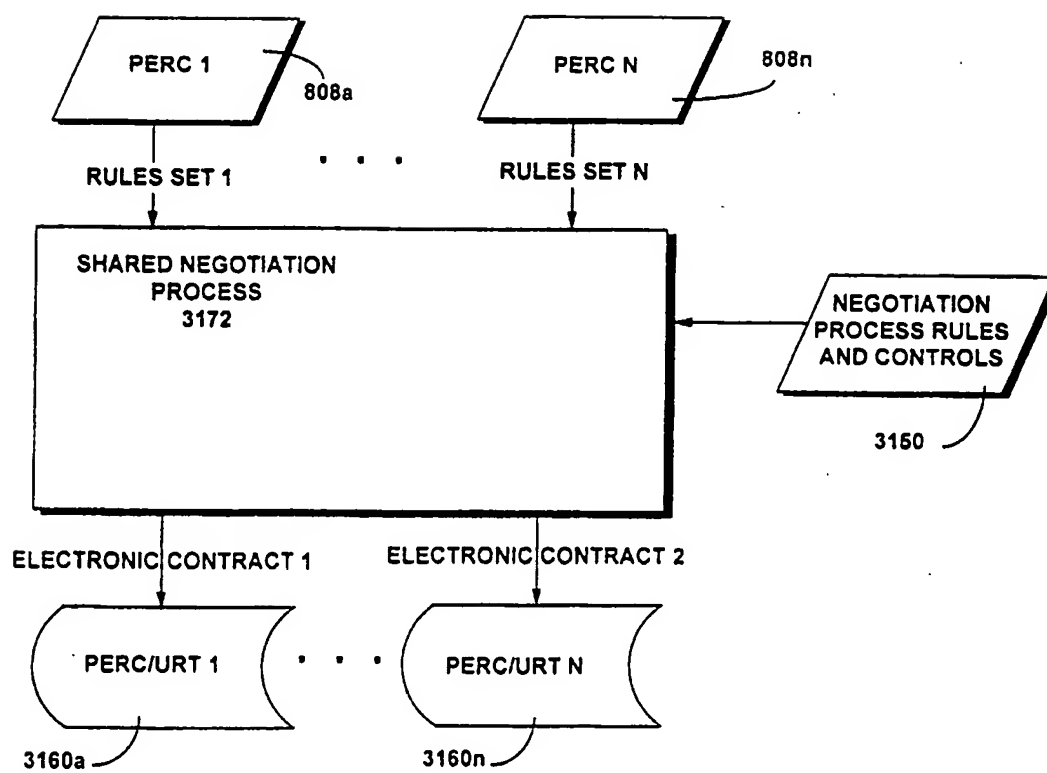 PERC 1
808a
PERC N
808n
RULES SET 1
RULES SET N
SHARED NEGOTIATION
PROCESS
3172
NEGOTIATION
PROCESS RULES
AND CONTROLS
3150
ELECTRONIC CONTRACT 1
ELECTRONIC CONTRACT 2
PERC/URT 1
PERC/URT N
3160a
3160n